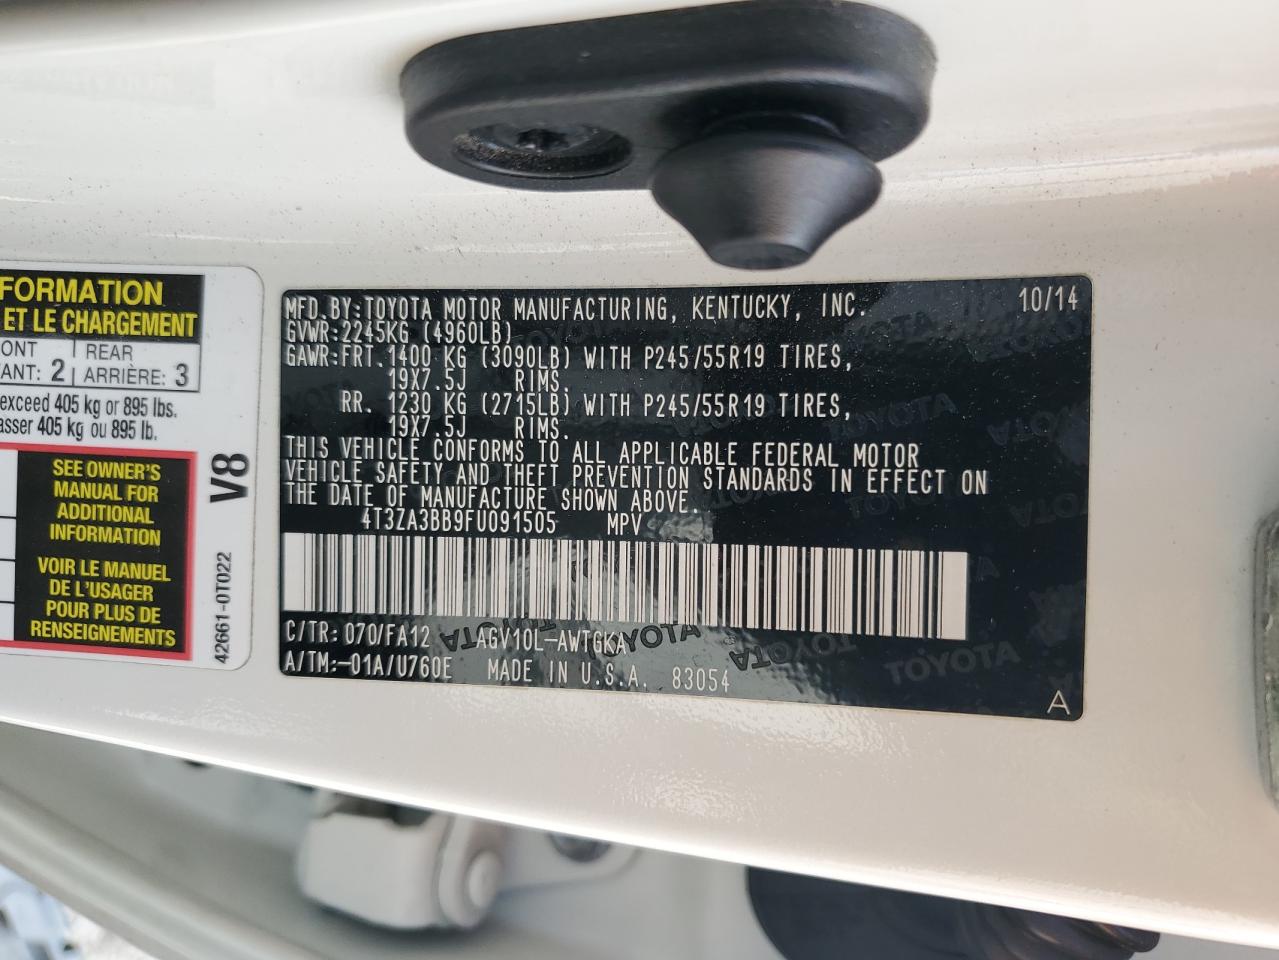 FORMATION
ET LE CHARGEMENT
ONT 2 REAR
ANT: ARRIÈRE: 3
exceed 405 kg or 895 lbs.
asser 405 kg ou 895 lb.
SEE OWNER'S
MANUAL FOR
ADDITIONAL
INFORMATION
VOIR LE MANUEL
DE L'USAGER
POUR PLUS DE
RENSEIGNEMENTS
V8
42661-0T022
MFD.BY:TOYOTA MOTOR MANUFACTURING, KENTUCKY, INC. 10/14
GVWR:2245KG (4960LB)
GAWR:FRT. 1400 KG (3090LB) WITH P245/55R19 TIRES,
19X7.5J RIMS.
RR. 1230 KG (2715LB) WITH P245/55R19 TIRES,
19X7.5J RIMS.
THIS VEHICLE CONFORMS TO ALL APPLICABLE FEDERAL MOTOR
VEHICLE SAFETY AND THEFT PREVENTION STANDARDS IN EFFECT ON
THE DATE OF MANUFACTURE SHOWN ABOVE.
4T3ZA3BB9FU091505 MPV
C/TR: 070/FA12 AGV10L-AWTGKA
A/TM:-01A/U760E MADE IN U.S.A. 83054
A
TOYOTA
TOYOTA
TOYOTA
TOYOTA